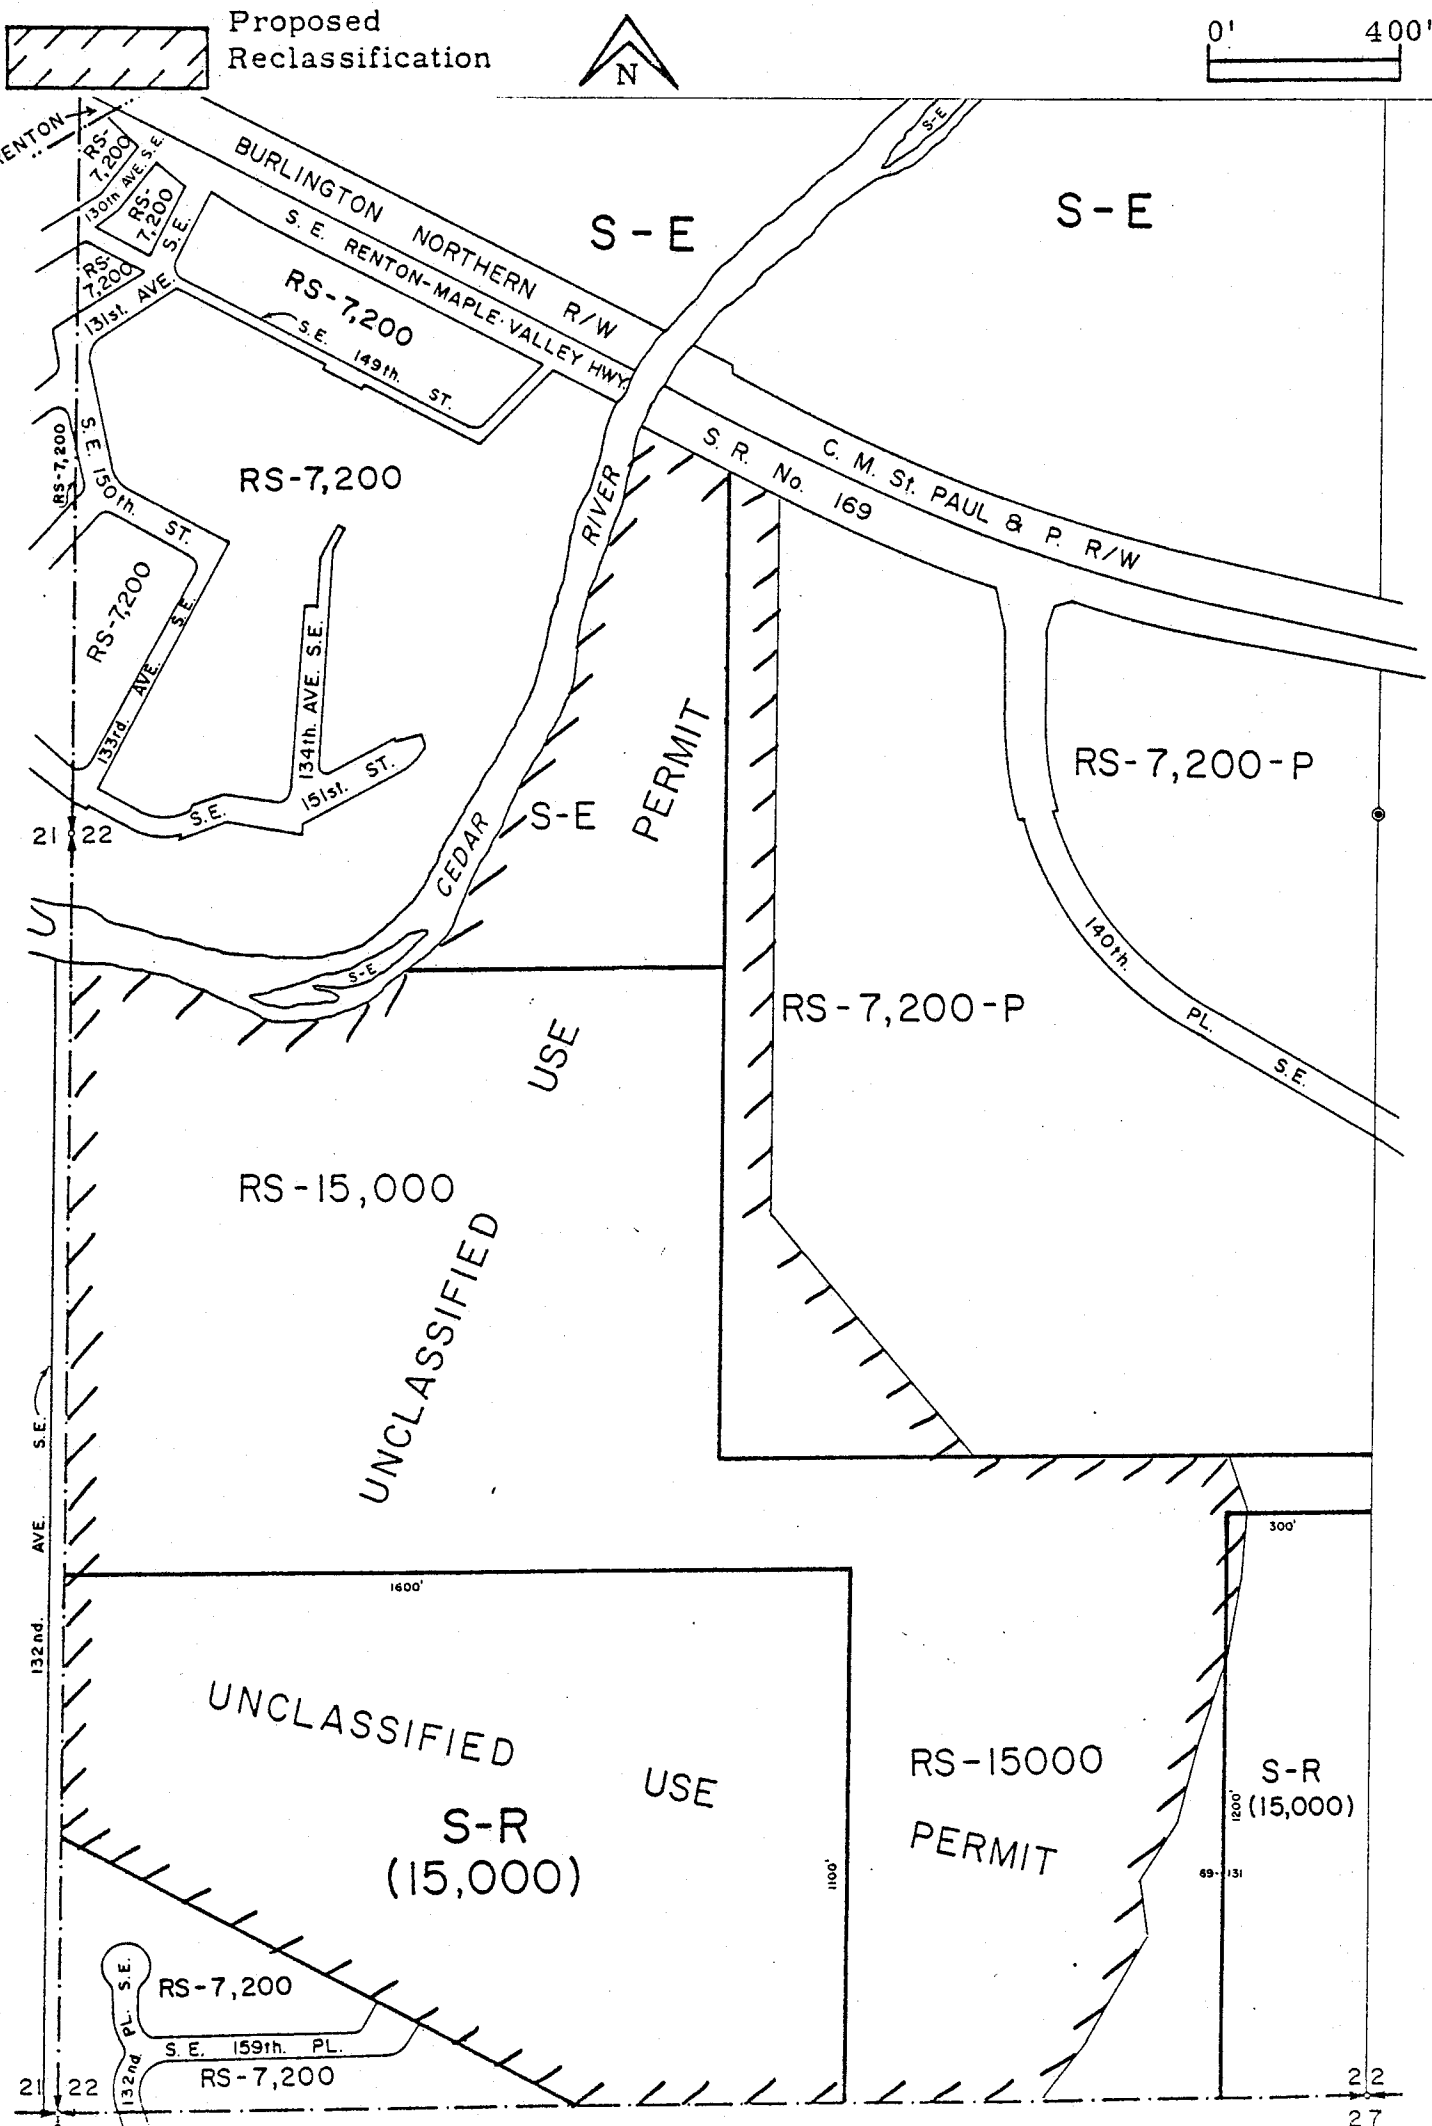 Proposed
Reclassification
N
0' 400'
RS-
7,200
130th AVE. S.E.
RS-
7,200
S.E.
RS-
7,200
131st. AVE.
BURLINGTON NORTHERN R/W
S. E. RENTON-MAPLE VALLEY HWY.
RS-7,200
S.E. 149th. ST.
S-E
S-E
S-E
RS-7,200
S. E. 150th. ST.
RS-7,200
RS-7,200
133rd. AVE. S.E.
134th. AVE. S.E.
S.E. 151st. ST.
CEDAR RIVER
S. R. No. 169
C. M. St. PAUL & P. R/W
S-E
PERMIT
RS-7,200-P
21 22
S-E
RS-7,200-P
140th. PL. S.E.
USE
RS-15,000
UNCLASSIFIED
132nd. AVE. S.E.
300'
1600'
UNCLASSIFIED USE
RS-15000
PERMIT
S-R
(15,000)
S-R
(15,000)
1200'
1100'
69-131
RS-7,200
132nd. PL. S.E.
S. E. 159th. PL.
RS-7,200
21 22
22
27